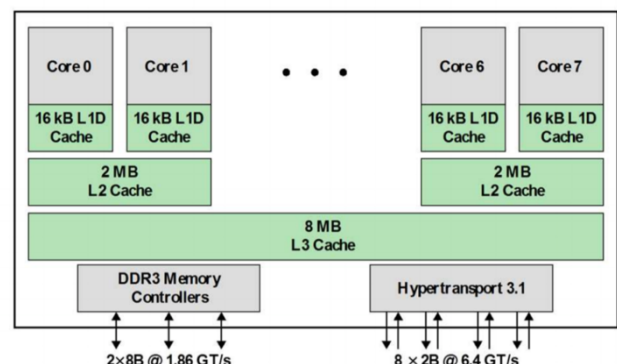 Core 0
Core 1
Core 6
Core 7
16 kB L1D
Cache
16 kB L1D
Cache
16 kB L1D
Cache
16 kB L1D
Cache
2 MB
L2 Cache
2 MB
L2 Cache
8 MB
L3 Cache
DDR3 Memory
Controllers
Hypertransport 3.1
2×8B @ 1.86 GT/s
8 ×2B @ 6.4 GT/s